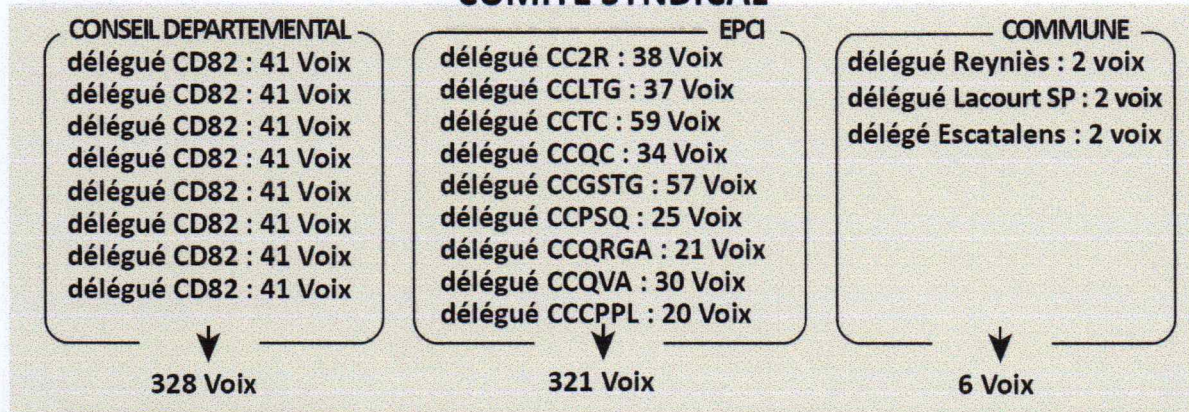 CONSEIL DEPARTEMENTAL
délégué CD82 : 41 Voix
délégué CD82 : 41 Voix
délégué CD82 : 41 Voix
délégué CD82 : 41 Voix
délégué CD82 : 41 Voix
délégué CD82 : 41 Voix
délégué CD82 : 41 Voix
délégué CD82 : 41 Voix
328 Voix
EPCI
délégué CC2R : 38 Voix
délégué CCLTG : 37 Voix
délégué CCTC : 59 Voix
délégué CCQC : 34 Voix
délégué CCGSTG : 57 Voix
délégué CCPSQ : 25 Voix
délégué CCQRGA : 21 Voix
délégué CCQVA : 30 Voix
délégué CCCPPL : 20 Voix
321 Voix
COMMUNE
délégué Reyniès : 2 voix
délégué Lacourt SP : 2 voix
délégé Escatalens : 2 voix
6 Voix